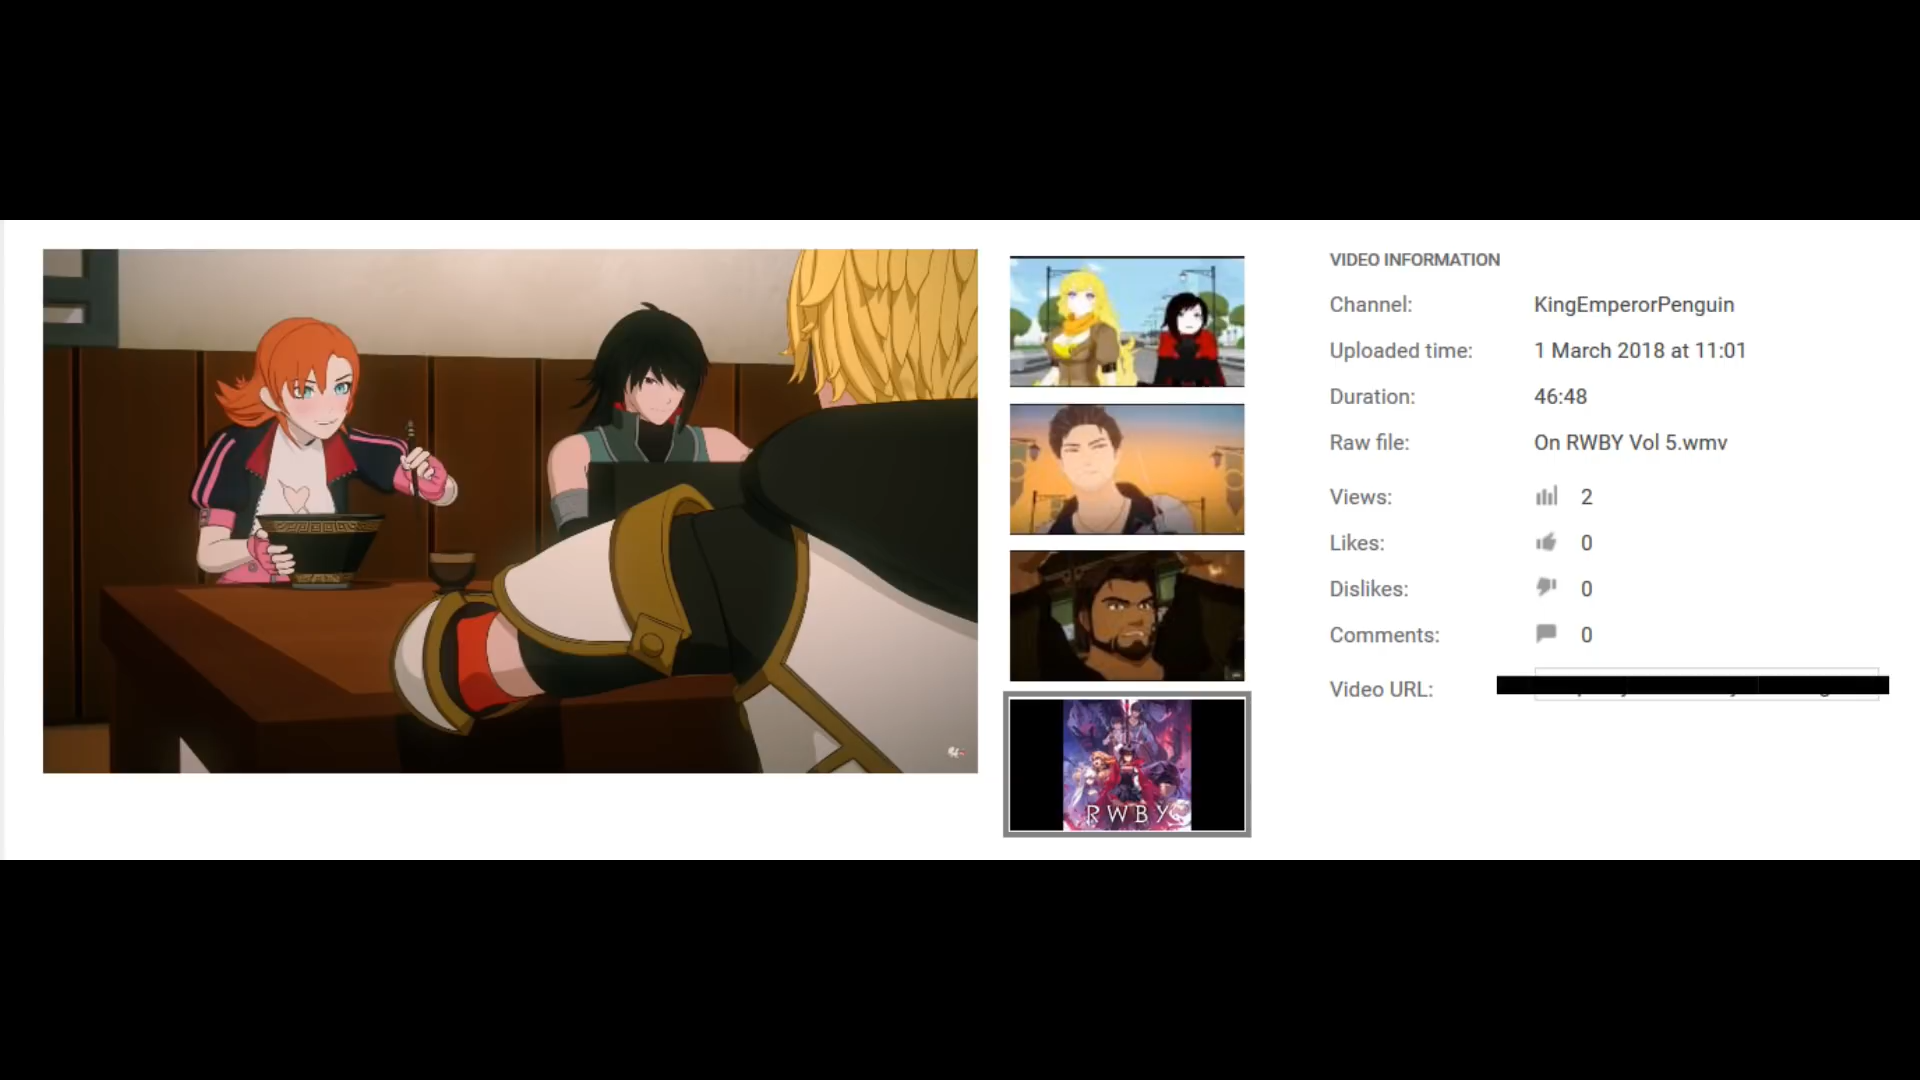 RWBY
VIDEO INFORMATION
Channel: KingEmperorPenguin
Uploaded time: 1 March 2018 at 11:01
Duration: 46:48
Raw file: On RWBY Vol 5.wmv
Views: 2
Likes: 0
Dislikes: 0
Comments: 0
Video URL: